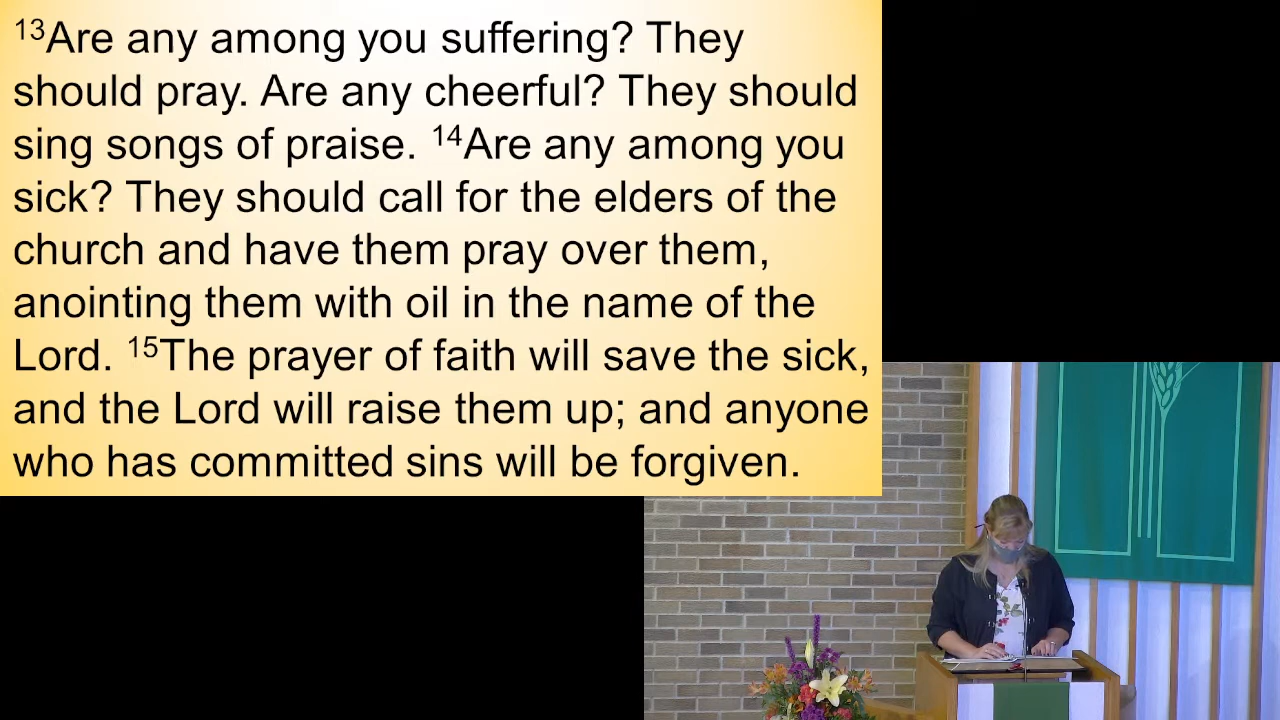 13Are any among you suffering? They
should pray. Are any cheerful? They should
sing songs of praise. 14Are any among you
sick? They should call for the elders of the
church and have them pray over them,
anointing them with oil in the name of the
Lord. 15The prayer of faith will save the sick,
and the Lord will raise them up; and anyone
who has committed sins will be forgiven.